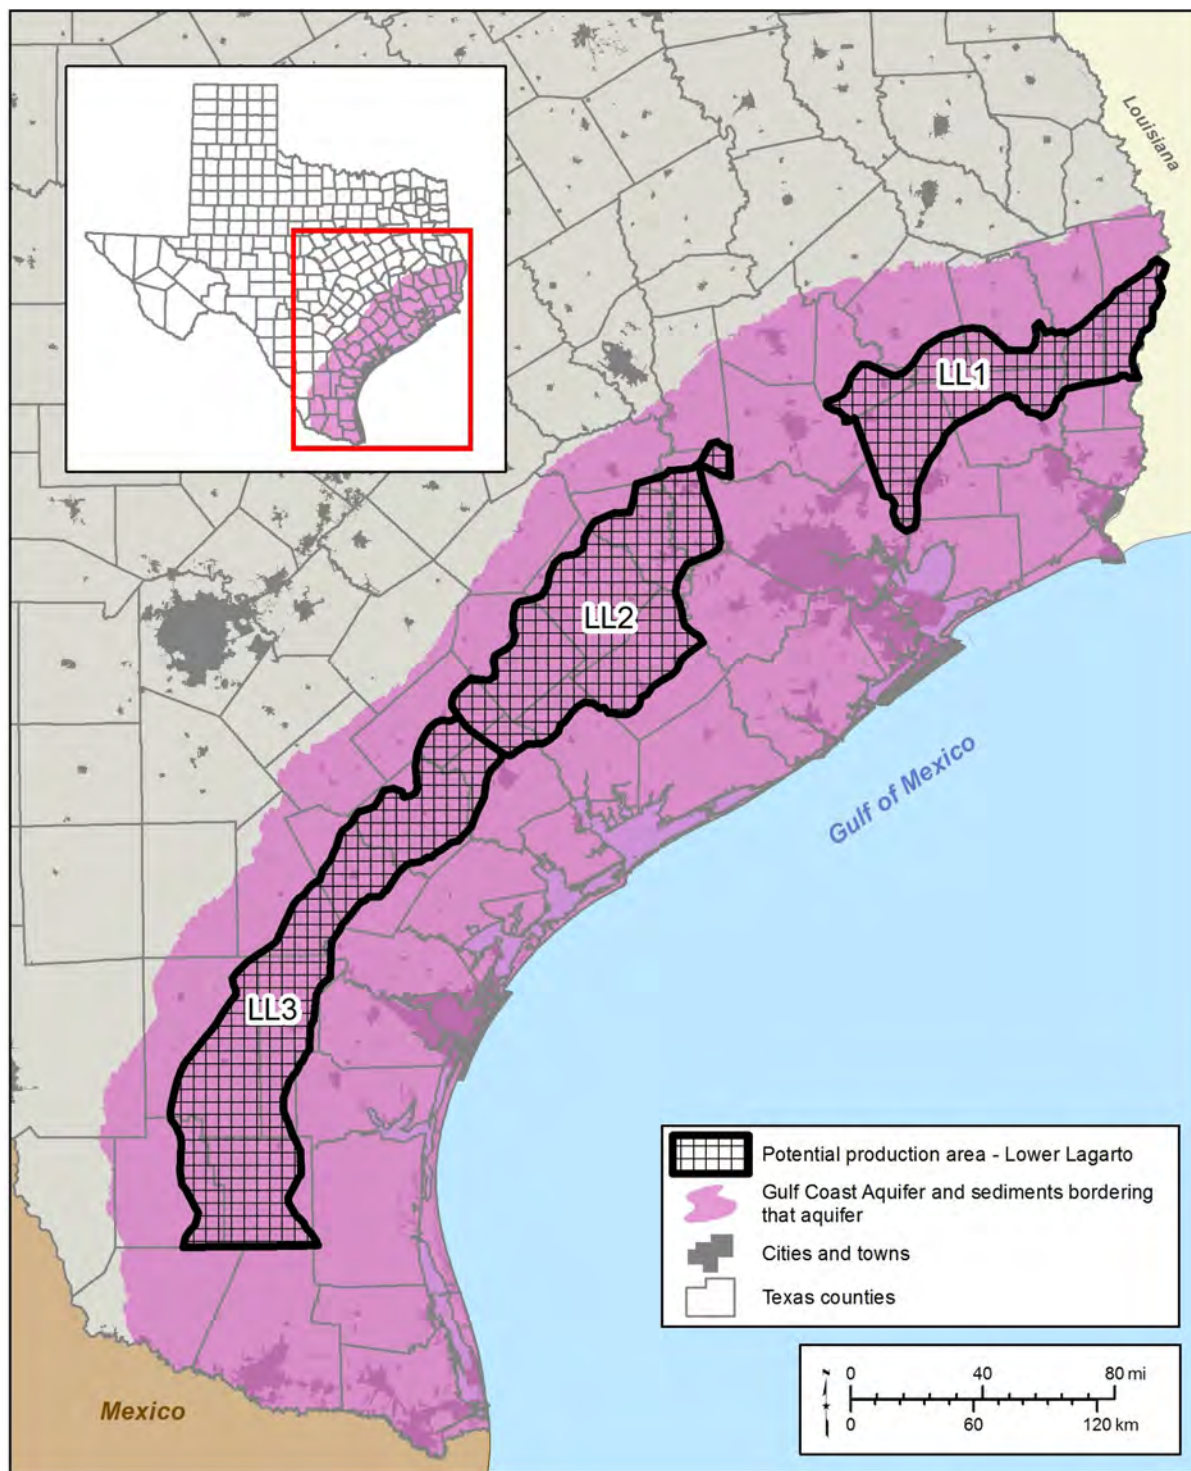 Louisiana
LL1
LL2
Gulf of Mexico
LL3
Potential production area - Lower Lagarto
Gulf Coast Aquifer and sediments bordering
that aquifer
Cities and towns
Texas counties
Mexico
N
0 40 80 mi
0 60 120 km